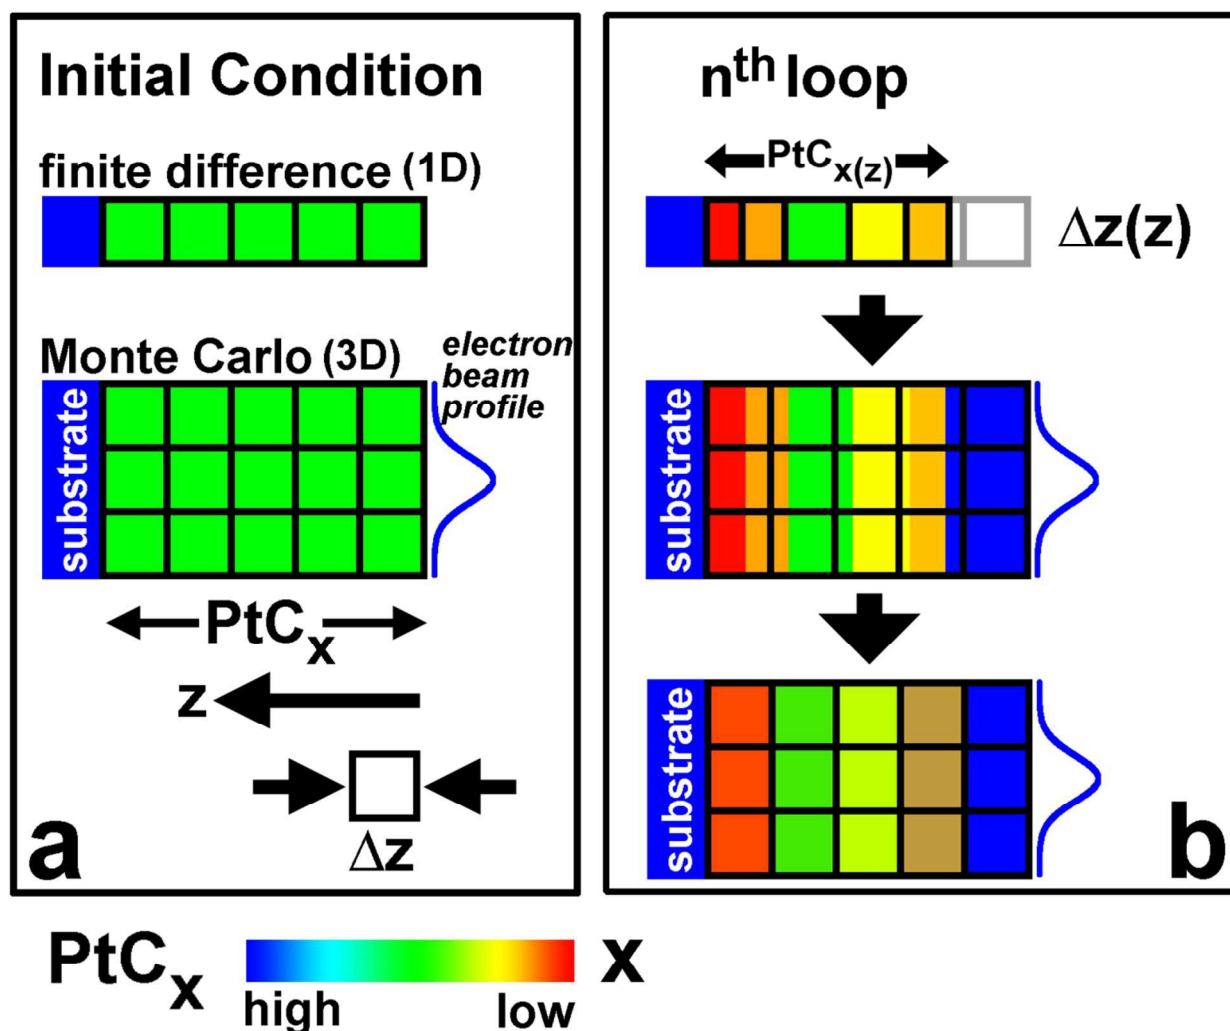 Initial Condition
finite difference (1D)
Monte Carlo (3D)
electron
beam
profile
substrate
PtCx
z
Δz
a
nth loop
PtCx(z)
Δz(z)
substrate
substrate
b
PtCx
high
low
x